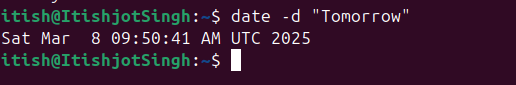 itish@ItishjotSingh:~$ date -d "Tomorrow"
Sat Mar  8 09:50:41 AM UTC 2025
itish@ItishjotSingh:~$